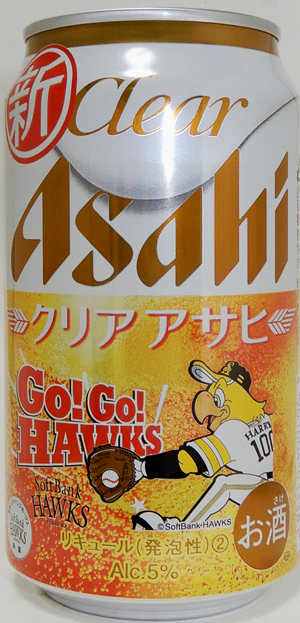 新
Clear
Asahi
クリア アサヒ
Go! Go!
HAWKS
HARRY
100
SoftBank
HAWKS
©SoftBank HAWKS
さけ
お酒
リキュール(発泡性)②
Alc.5%